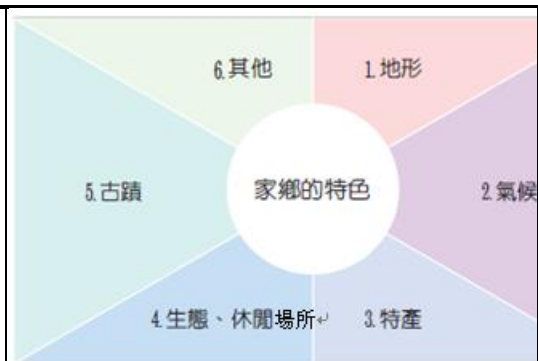 6.其他
1.地形
5.古蹟
家鄉的特色
2.氣候
4.生態、休閒場所
3.特產